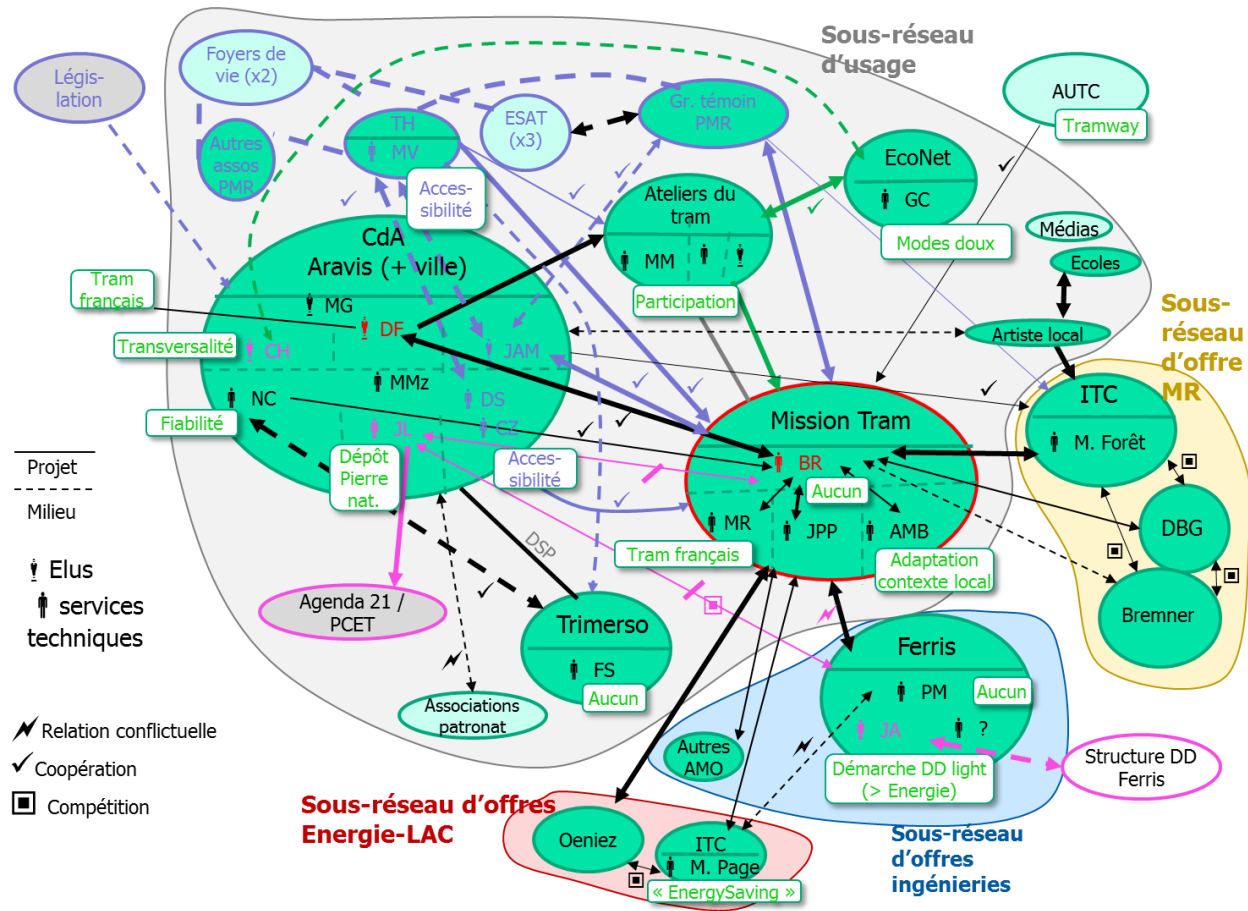 Sous-réseau
d'usage
Légis-
lation
Foyers de
vie (x2)
Autres
assos
PMR
TH
MV
Acces-
sibilité
ESAT
(x3)
Gr. témoin
PMR
AUTC
Tramway
EcoNet
GC
Modes doux
Ateliers du
tram
MM
Participation
Médias
Ecoles
Artiste local
CdA
Aravis (+ ville)
MG
DF
CH
JAM
MMz
NC
DS
JL
CZ
Tram
français
Transversalité
Fiabilité
Dépôt
Pierre
nat.
Acces-
sibilité
Sous-
réseau
d'offre
MR
ITC
M. Forêt
DBG
Bremner
Mission Tram
BR
Aucun
MR
JPP
AMB
Tram français
Adaptation
contexte local
Projet
Milieu
Elus
services
techniques
Relation conflictuelle
Coopération
Compétition
DSP
Agenda 21 /
PCET
Trimerso
FS
Aucun
Associations
patronat
Ferris
PM
Aucun
JA
?
Démarche DD light
(> Energie)
Structure DD
Ferris
Autres
AMO
Sous-réseau
d'offres
ingénieries
Sous-réseau d'offres
Energie-LAC
Oeniez
ITC
M. Page
« EnergySaving »